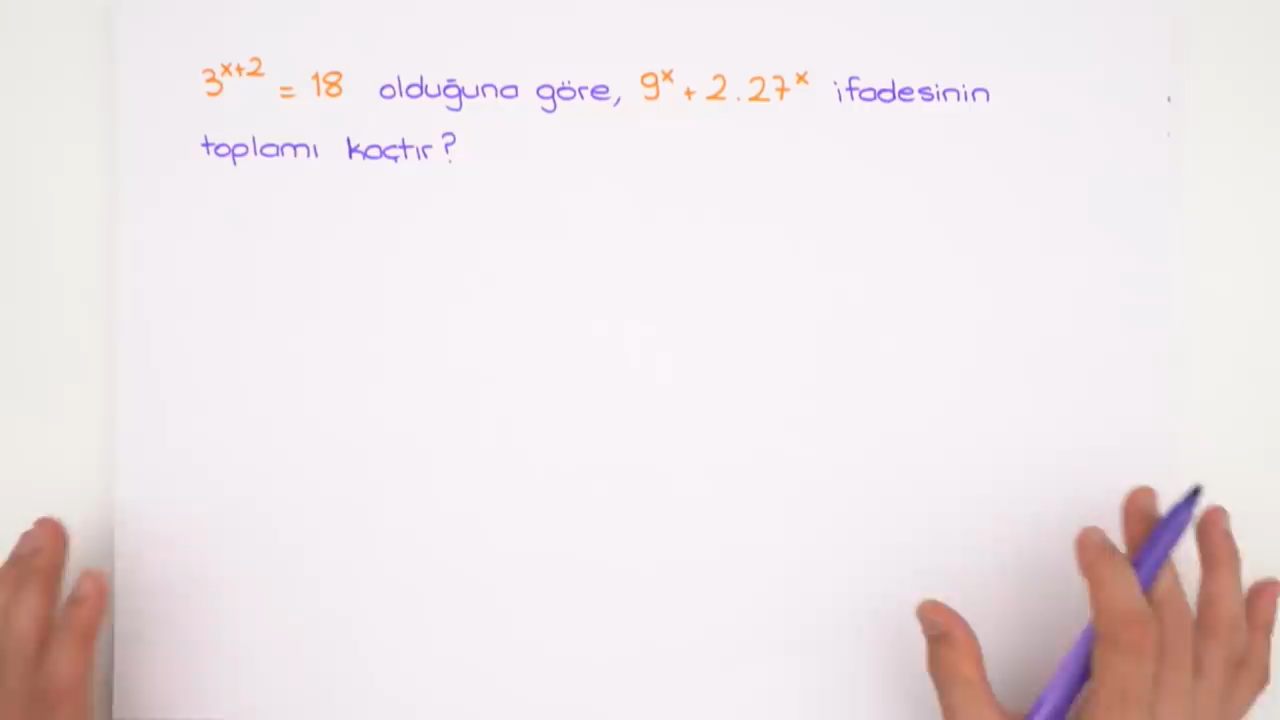 3^{x+2} = 18 olduğuna göre, 9^x + 2.27^x ifadesinin
toplamı kaçtır?